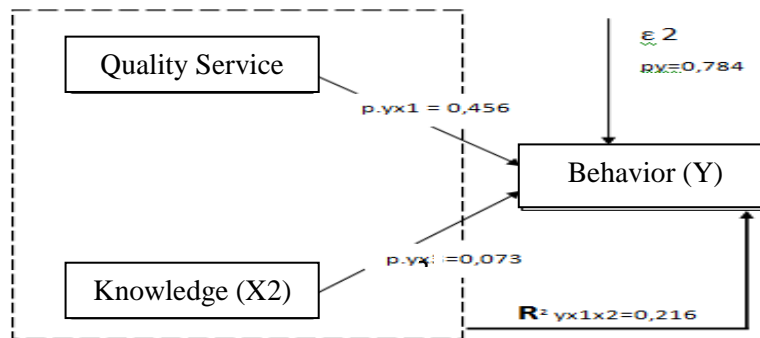 Quality Service
ε 2
py=0,784
p.yx1 = 0,456
Behavior (Y)
=0,073
Knowledge (X2)
R² yx1x2=0,216